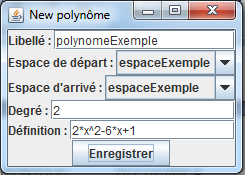 New polynôme
Libellé : polynomeExemple
Espace de départ : espaceExemple
Espace d'arrivé : espaceExemple
Degré : 2
Définition : 2*x^2-6*x+1
Enregistrer